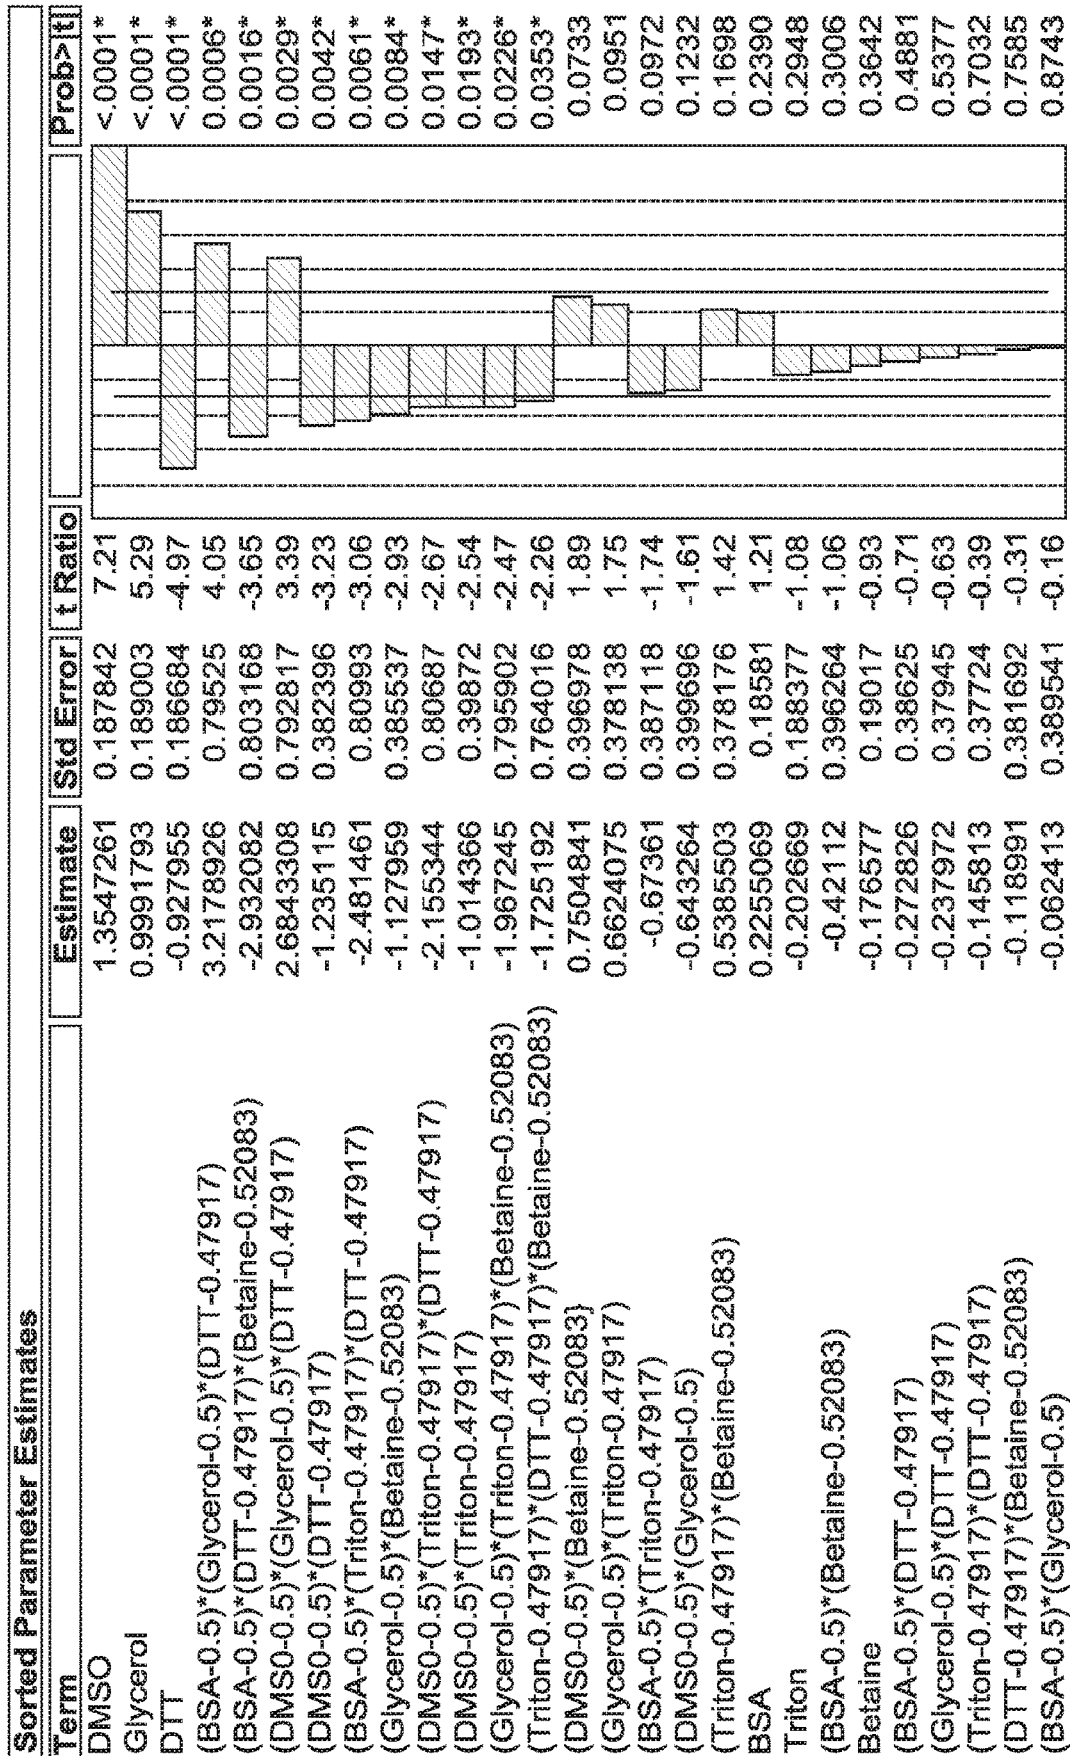 Sorted Parameter Estimates
Term Estimate Std Error t Ratio Prob>|t|
DMSO 1.3547261 0.187842 7.21 <.0001*
Glycerol 0.9991793 0.189003 5.29 <.0001*
DTT -0.927955 0.186684 -4.97 <.0001*
(BSA-0.5)*(Glycerol-0.5)*(DTT-0.47917) 3.2178926 0.79525 4.05 0.0006*
(BSA-0.5)*(DTT-0.47917)*(Betaine-0.52083) -2.932082 0.803168 -3.65 0.0016*
(DMS0-0.5)*(Glycerol-0.5)*(DTT-0.47917) 2.6843308 0.792817 3.39 0.0029*
(DMS0-0.5)*(DTT-0.47917) -1.235115 0.382396 -3.23 0.0042*
(BSA-0.5)*(Triton-0.47917)*(DTT-0.47917) -2.481461 0.80993 -3.06 0.0061*
(Glycerol-0.5)*(Betaine-0.52083) -1.127959 0.385537 -2.93 0.0084*
(DMS0-0.5)*(Triton-0.47917)*(DTT-0.47917) -2.155344 0.80687 -2.67 0.0147*
(DMS0-0.5)*(Triton-0.47917) -1.014366 0.39872 -2.54 0.0193*
(Glycerol-0.5)*(Triton-0.47917)*(Betaine-0.52083) -1.967245 0.795902 -2.47 0.0226*
(Triton-0.47917)*(DTT-0.47917)*(Betaine-0.52083) -1.725192 0.764016 -2.26 0.0353*
(DMS0-0.5)*(Betaine-0.52083} 0.7504841 0.396978 1.89 0.0733
(Glycerol-0.5)*(Triton-0.47917) 0.6624075 0.378138 1.75 0.0951
(BSA-0.5)*(Triton-0.47917) -0.67361 0.387118 -1.74 0.0972
(DMS0-0.5)*(Glycerol-0.5) -0.643264 0.399696 -1.61 0.1232
(Triton-0.47917)*(Betaine-0.52083) 0.5385503 0.378176 1.42 0.1698
BSA 0.2255069 0.18581 1.21 0.2390
Triton -0.202669 0.188377 -1.08 0.2948
(BSA-0.5)*(Betaine-0.52083) -0.42112 0.396264 -1.06 0.3006
Betaine -0.176577 0.19017 -0.93 0.3642
(BSA-0.5)*(DTT-0.47917) -0.272826 0.38625 -0.71 0.4881
(Glycerol-0.5)*(DTT-0.47917) -0.237972 0.37945 -0.63 0.5377
(Triton-0.47917)*(DTT-0.47917) -0.145813 0.37724 -0.39 0.7032
(DTT-0.47917)*(Betaine-0.52083) -0.118991 0.381692 -0.31 0.7585
(BSA-0.5)*(Glycerol-0.5) -0.062413 0.389541 -0.16 0.8743